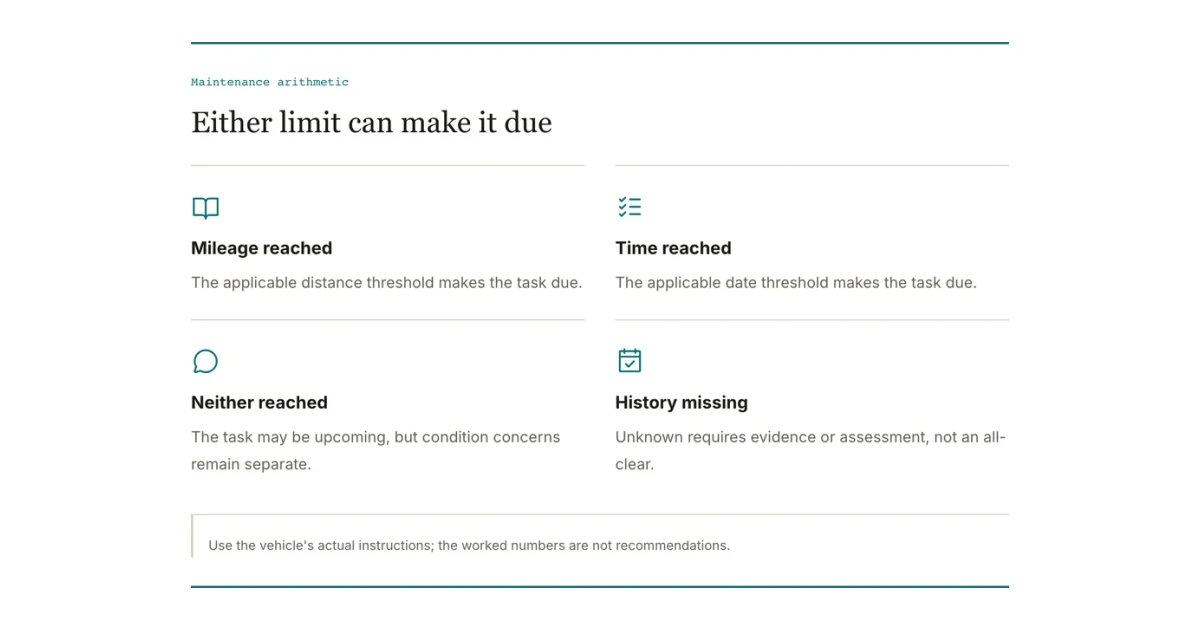 Maintenance arithmetic
Either limit can make it due
Mileage reached
The applicable distance threshold makes the task due.
Time reached
The applicable date threshold makes the task due.
Neither reached
The task may be upcoming, but condition concerns
remain separate.
History missing
Unknown requires evidence or assessment, not an all-
clear.
Use the vehicle's actual instructions; the worked numbers are not recommendations.